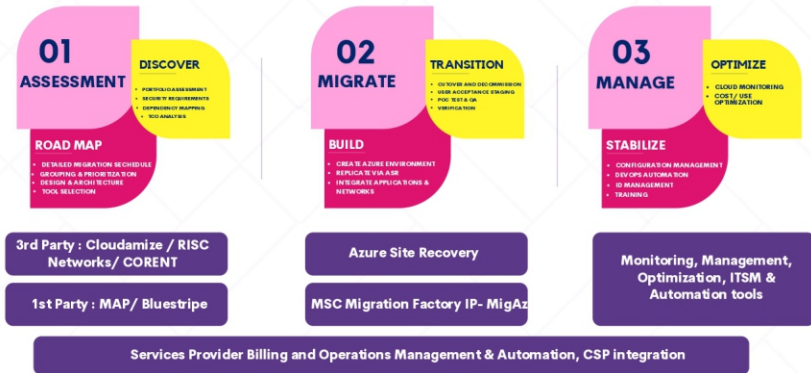 01
ASSESSMENT
DISCOVER
• PORTFOLIO ASSESSMENT
• SECURITY REQUIREMENTS
• DEPENDENCY MAPPING
• TCO ANALYSIS
ROAD MAP
• DETAILED MIGRATION SECHEDULE
• GROUPING & PRIORITIZATION
• DESIGN & ARCHITECTURE
• TOOL SELECTION
02
MIGRATE
TRANSITION
• CUTOVER AND DECOMMISSION
• USER ACCEPTANCE STAGING
• POC TEST & QA
• VERIFICATION
BUILD
• CREATE AZURE ENVIRONMENT
• REPLICATE VIA ASR
• INTEGRATE APPLICATIONS &
NETWORKS
03
MANAGE
OPTIMIZE
• CLOUD MONITORING
• COST/ USE
OPTIMIZATION
STABILIZE
• CONFIGURATION MANAGEMENT
• DEVOPS AUTOMATION
• ID MANAGEMENT
• TRAINING
3rd Party : Cloudamize / RISC
Networks/ CORENT
1st Party : MAP/ Bluestripe
Azure Site Recovery
MSC Migration Factory IP- MigAz
Monitoring, Management,
Optimization, ITSM &
Automation tools
Services Provider Billing and Operations Management & Automation, CSP integration